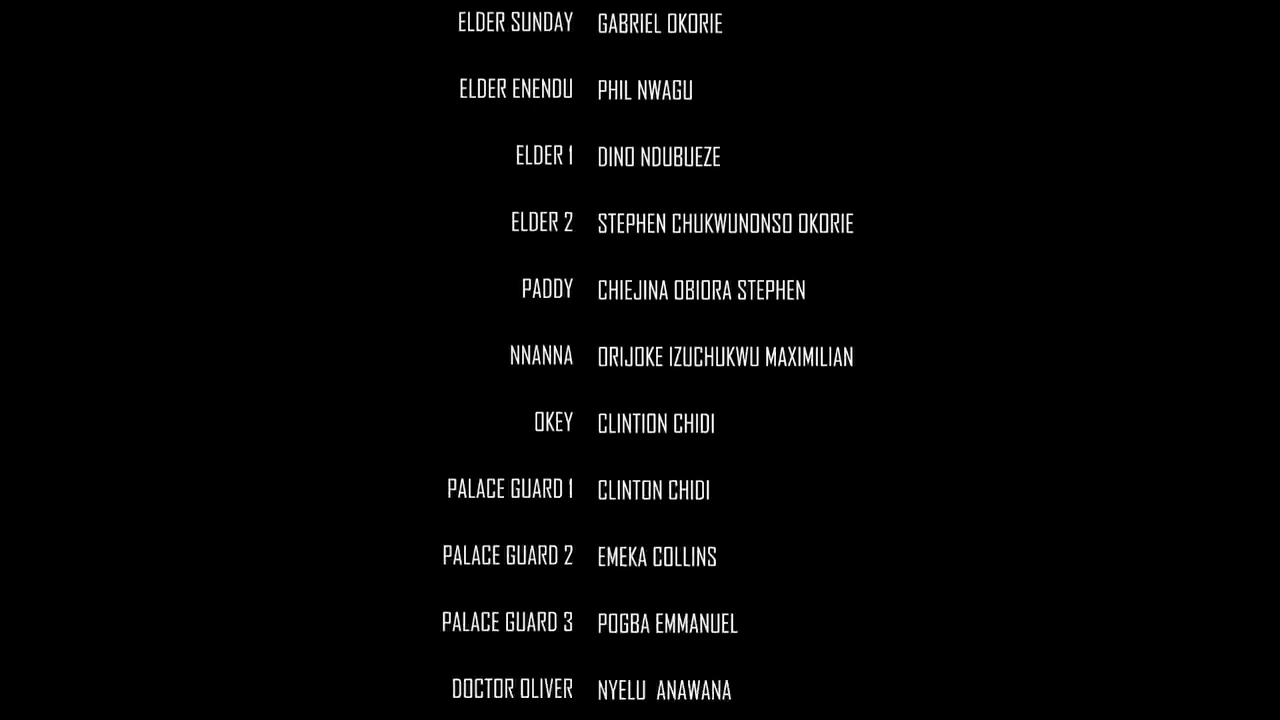 ELDER SUNDAY GABRIEL OKORIE
ELDER ENENDU PHIL NWAGU
ELDER 1 DINO NDUBUEZE
ELDER 2 STEPHEN CHUKWUNONSO OKORIE
PADDY CHIEJINA OBIORA STEPHEN
NNANNA ORIJOKE IZUCHUKWU MAXIMILIAN
OKEY CLINTION CHIDI
PALACE GUARD 1 CLINTON CHIDI
PALACE GUARD 2 EMEKA COLLINS
PALACE GUARD 3 POGBA EMMANUEL
DOCTOR OLIVER NYELU ANAWANA